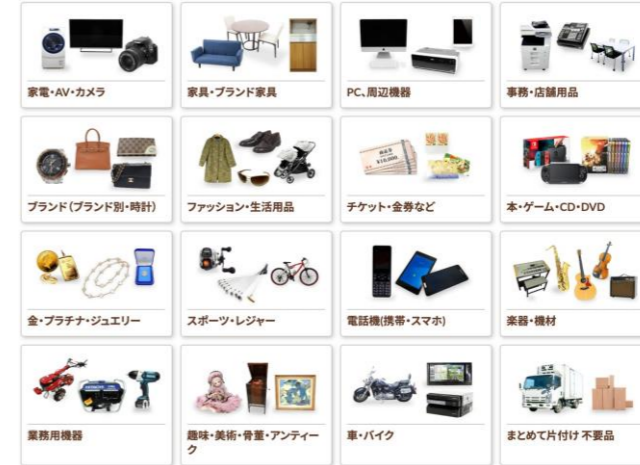 家電・AV・カメラ
家具・ブランド家具
PC、周辺機器
事務・店舗用品
ブランド(ブランド別・時計)
ファッション・生活用品
チケット・金券など
本・ゲーム・CD・DVD
金・プラチナ・ジュエリー
スポーツ・レジャー
電話機(携帯・スマホ)
楽器・機材
業務用機器
趣味・美術・骨董・アンティー
ク
車・バイク
まとめて片付け 不要品